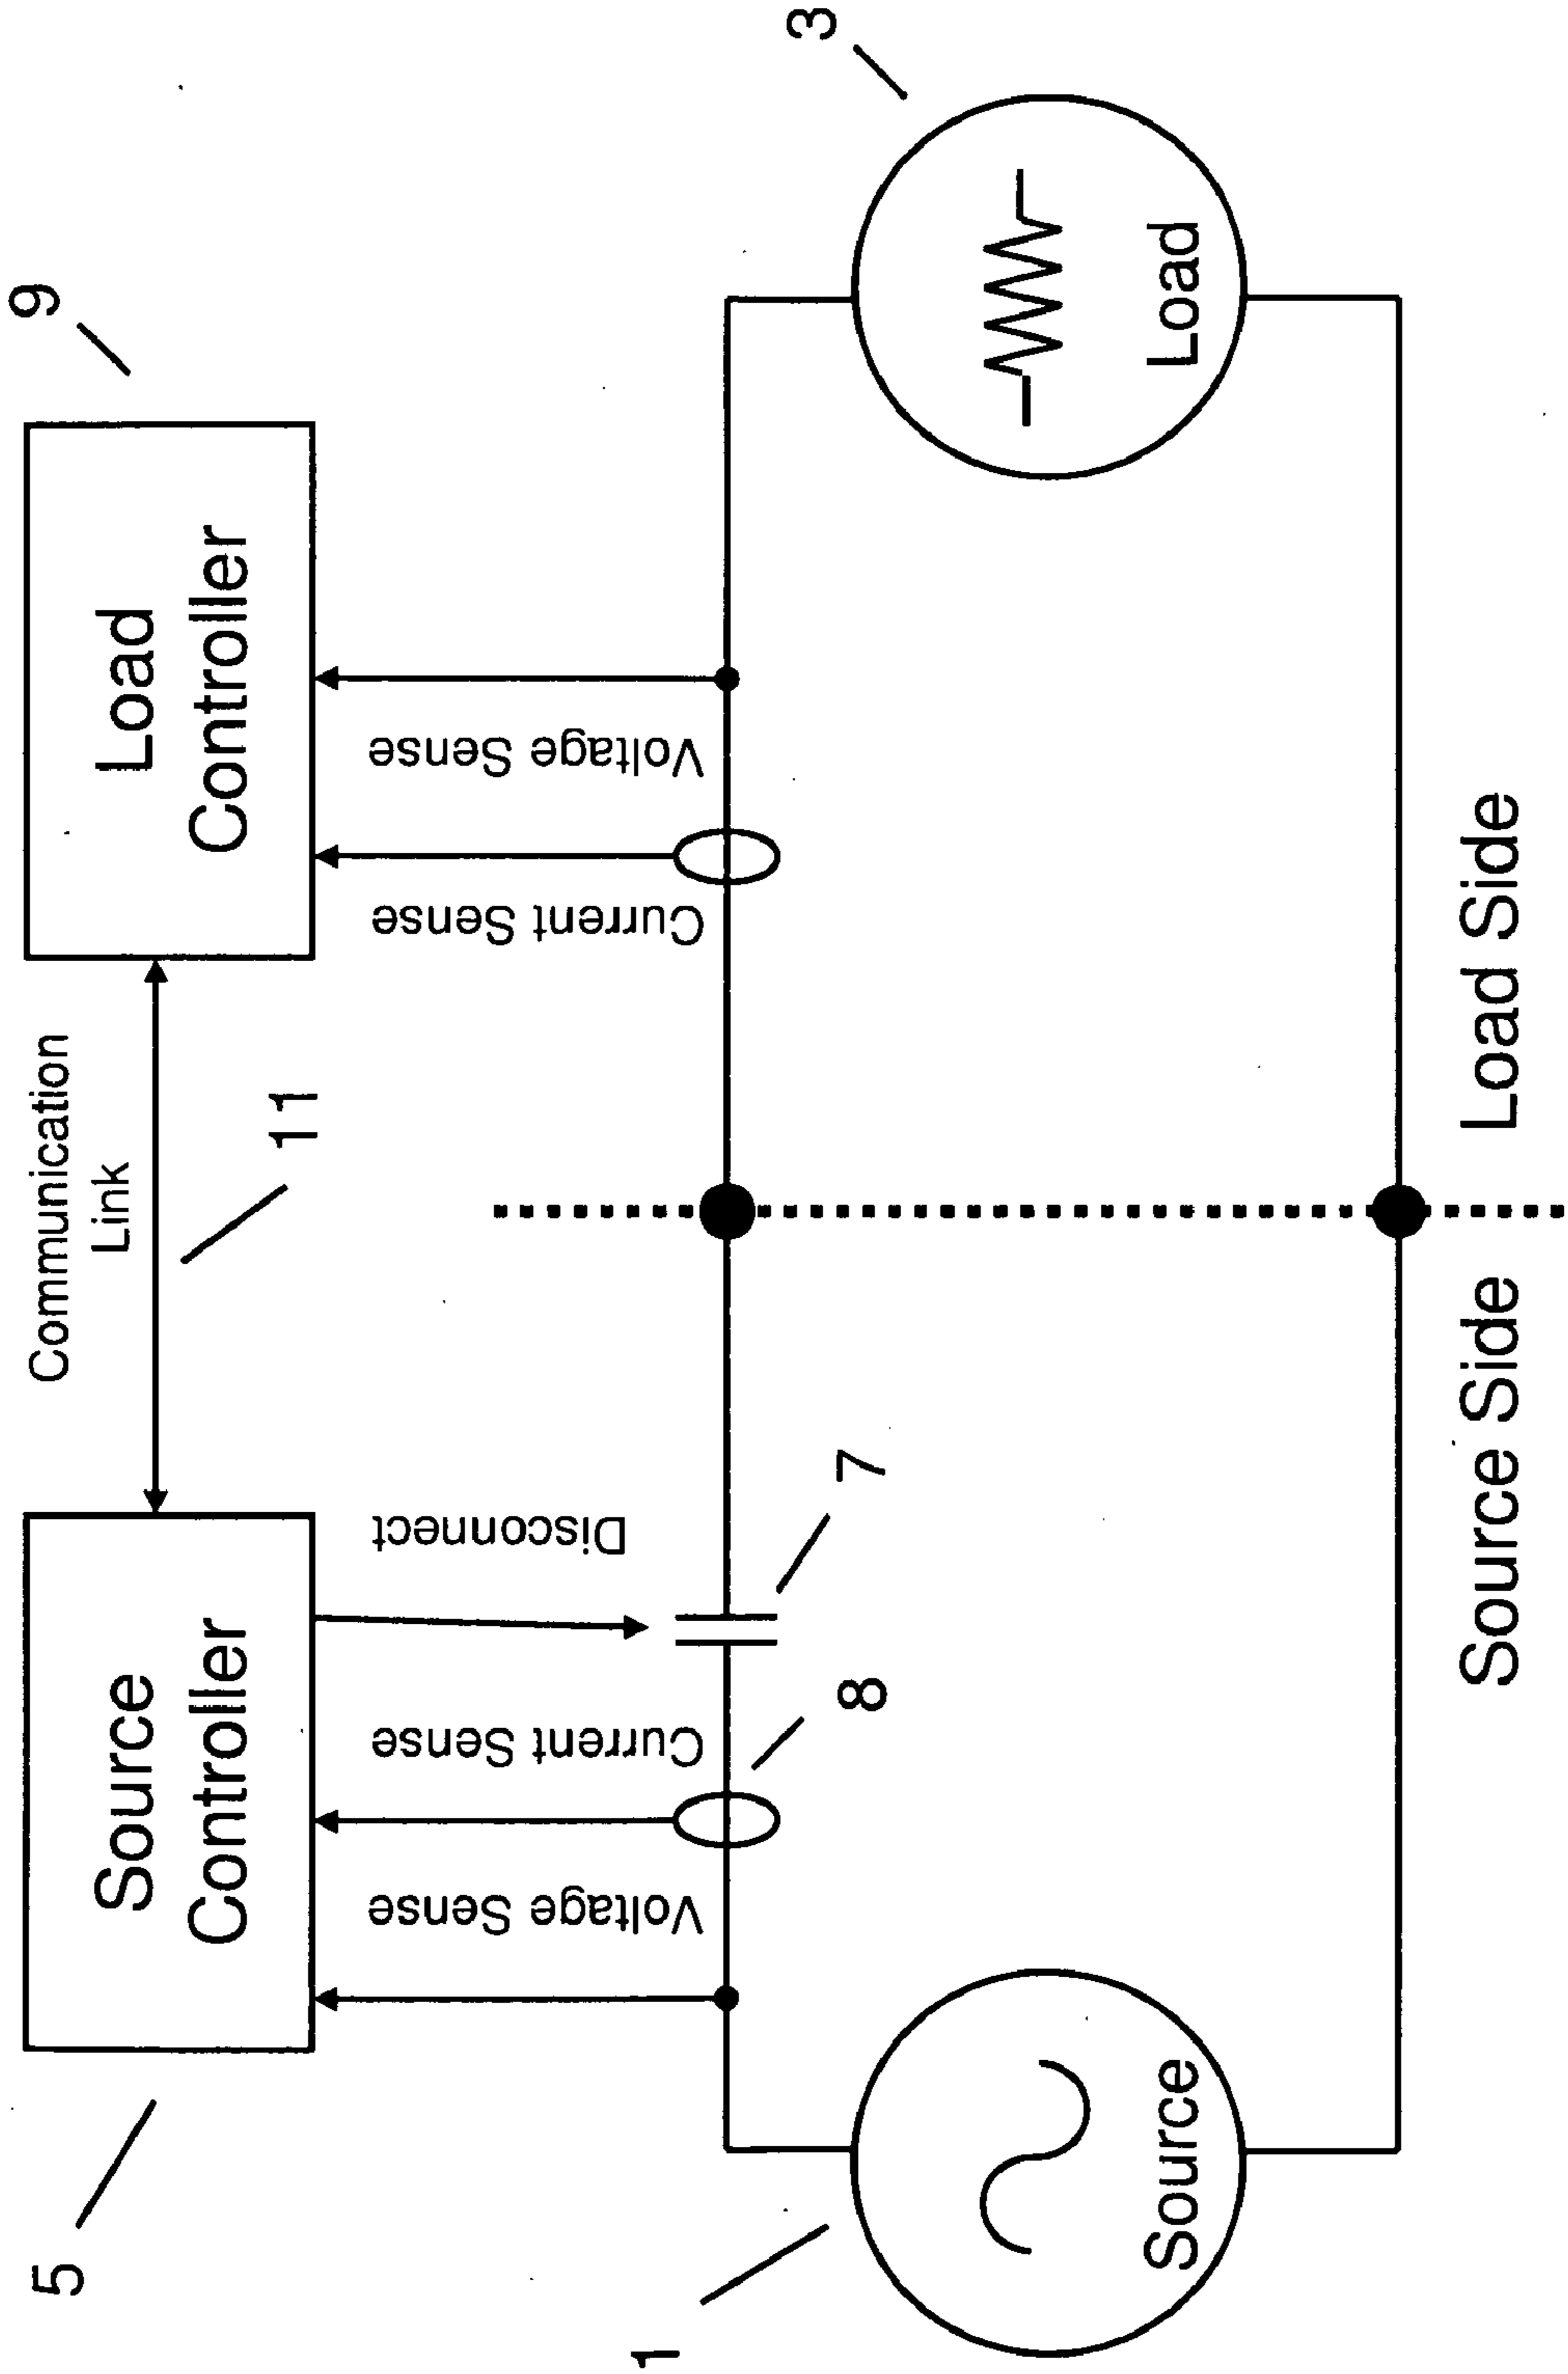 5
Source
Controller
Communication
Link
11
Load
Controller
9
Voltage Sense
Current Sense
Disconnect
Current Sense
Voltage Sense
8
7
1
Source
3
Load
Source Side
Load Side